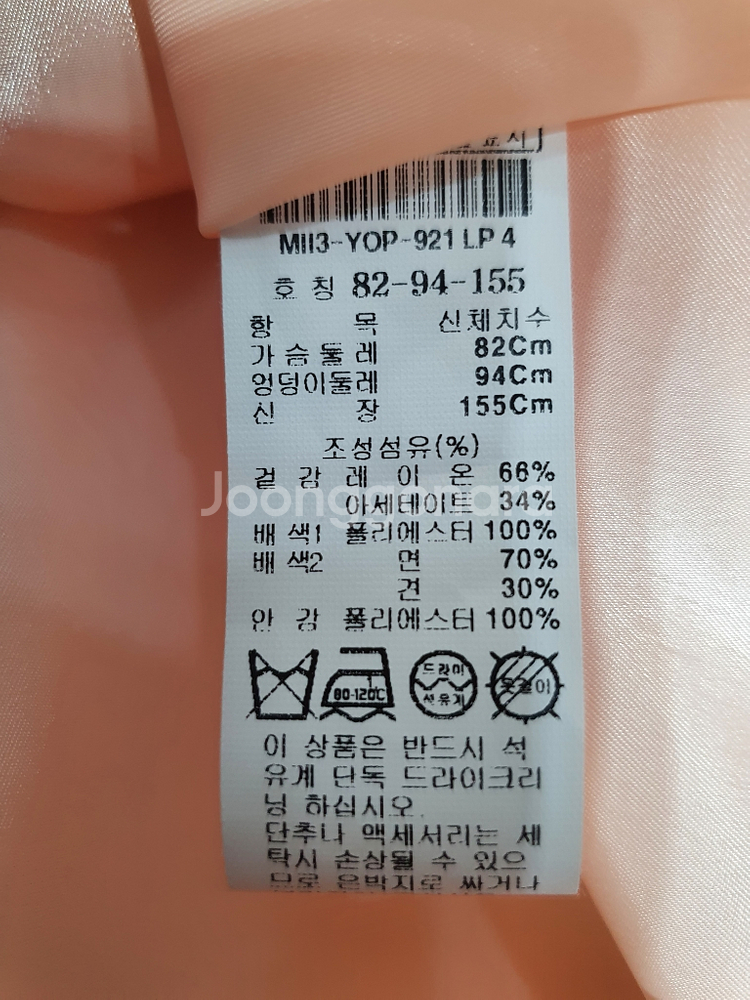 표시
MII3-YOP-921 LP 4
호 칭 82-94-155
항 목 신체치수
가 슴 둘 레 82Cm
엉덩이둘레 94Cm
신 장 155Cm
조성섬유(%)
겉 감 레 이 온 66%
아세테이트 34%
배 색1 폴리에스터 100%
배 색2 면 70%
견 30%
안 감 폴리에스터 100%
80-120℃
드라이
석유계
옷걸이
이 상품은 반드시 석
유계 단독 드라이크리
닝 하십시오.
단추나 액세서리는 세
탁시 손상될 수 있으
므로 은박지로 싸거나
Joonggonara